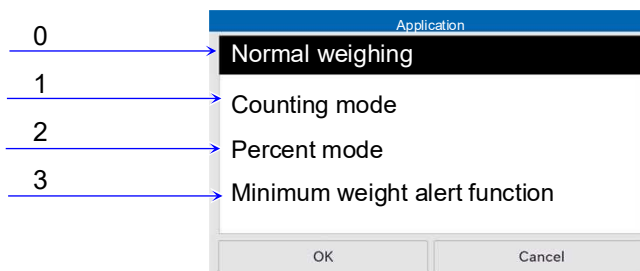 Application
0
Normal weighing
1
Counting mode
2
Percent mode
3
Minimum weight alert function
OK
Cancel